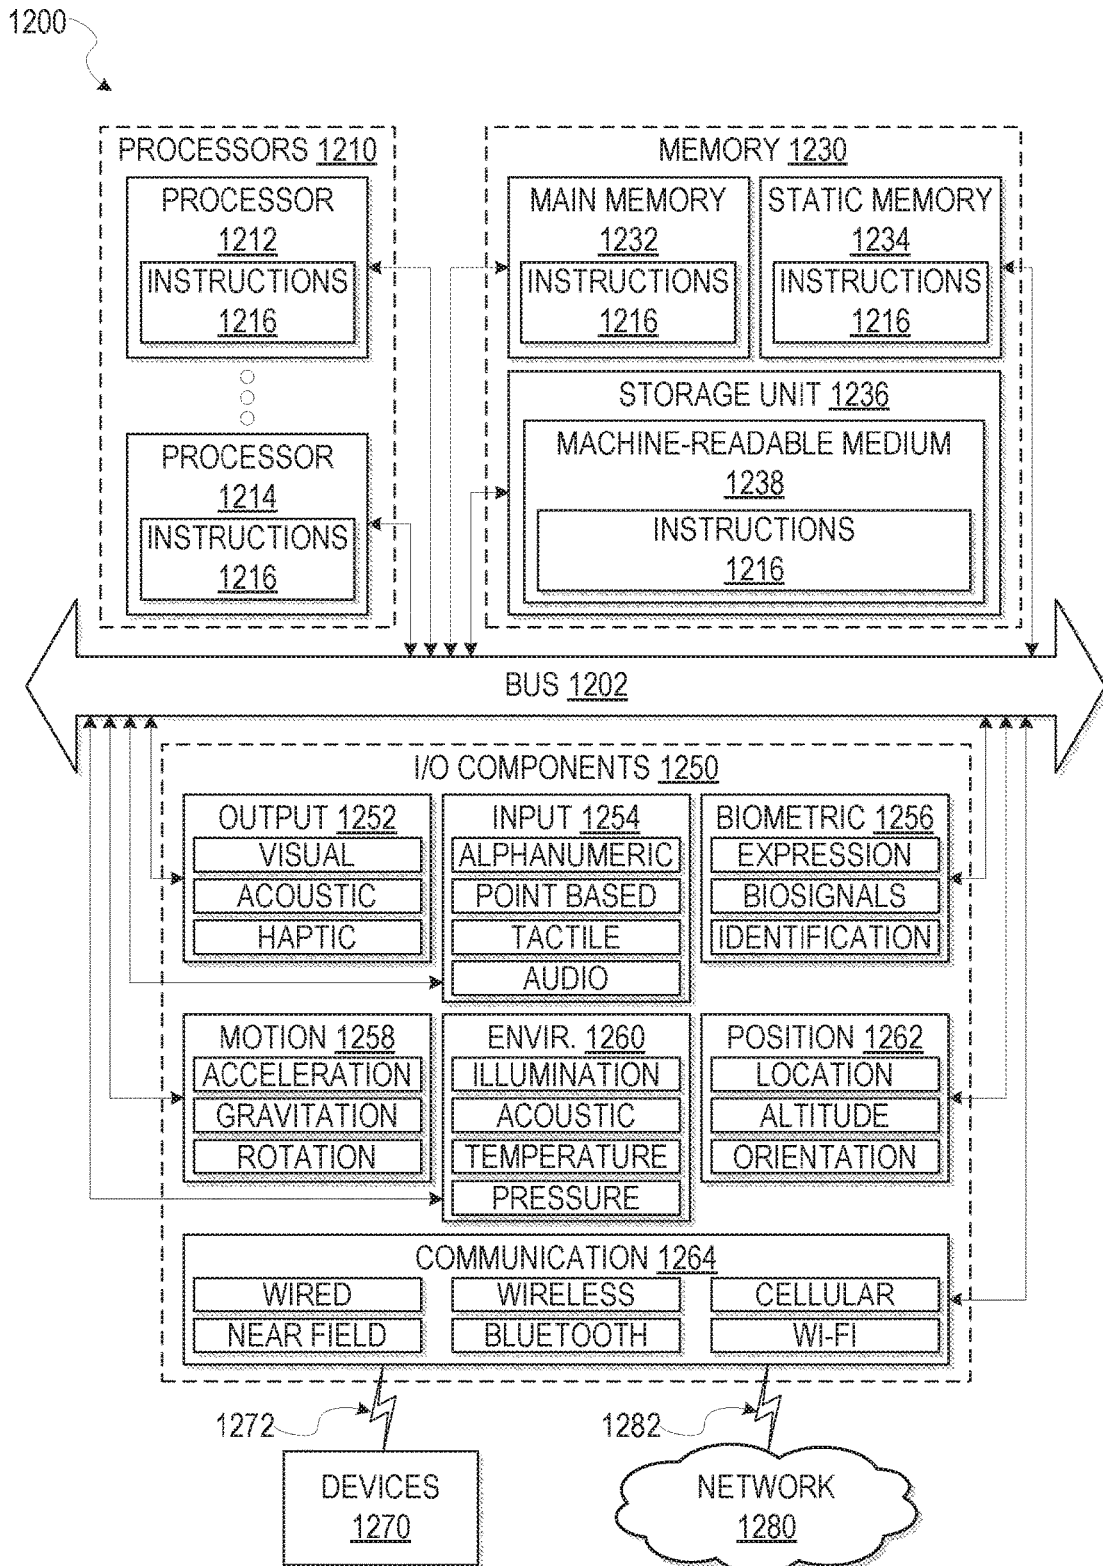 1200
PROCESSORS 1210
PROCESSOR
1212
INSTRUCTIONS
1216
PROCESSOR
1214
INSTRUCTIONS
1216
MEMORY 1230
MAIN MEMORY
1232
INSTRUCTIONS
1216
STATIC MEMORY
1234
INSTRUCTIONS
1216
STORAGE UNIT 1236
MACHINE-READABLE MEDIUM
1238
INSTRUCTIONS
1216
BUS 1202
I/O COMPONENTS 1250
OUTPUT 1252
VISUAL
ACOUSTIC
HAPTIC
INPUT 1254
ALPHANUMERIC
POINT BASED
TACTILE
AUDIO
BIOMETRIC 1256
EXPRESSION
BIOSIGNALS
IDENTIFICATION
MOTION 1258
ACCELERATION
GRAVITATION
ROTATION
ENVIR. 1260
ILLUMINATION
ACOUSTIC
TEMPERATURE
PRESSURE
POSITION 1262
LOCATION
ALTITUDE
ORIENTATION
COMMUNICATION 1264
WIRED
WIRELESS
CELLULAR
NEAR FIELD
BLUETOOTH
WI-FI
1272
1282
DEVICES
1270
NETWORK
1280